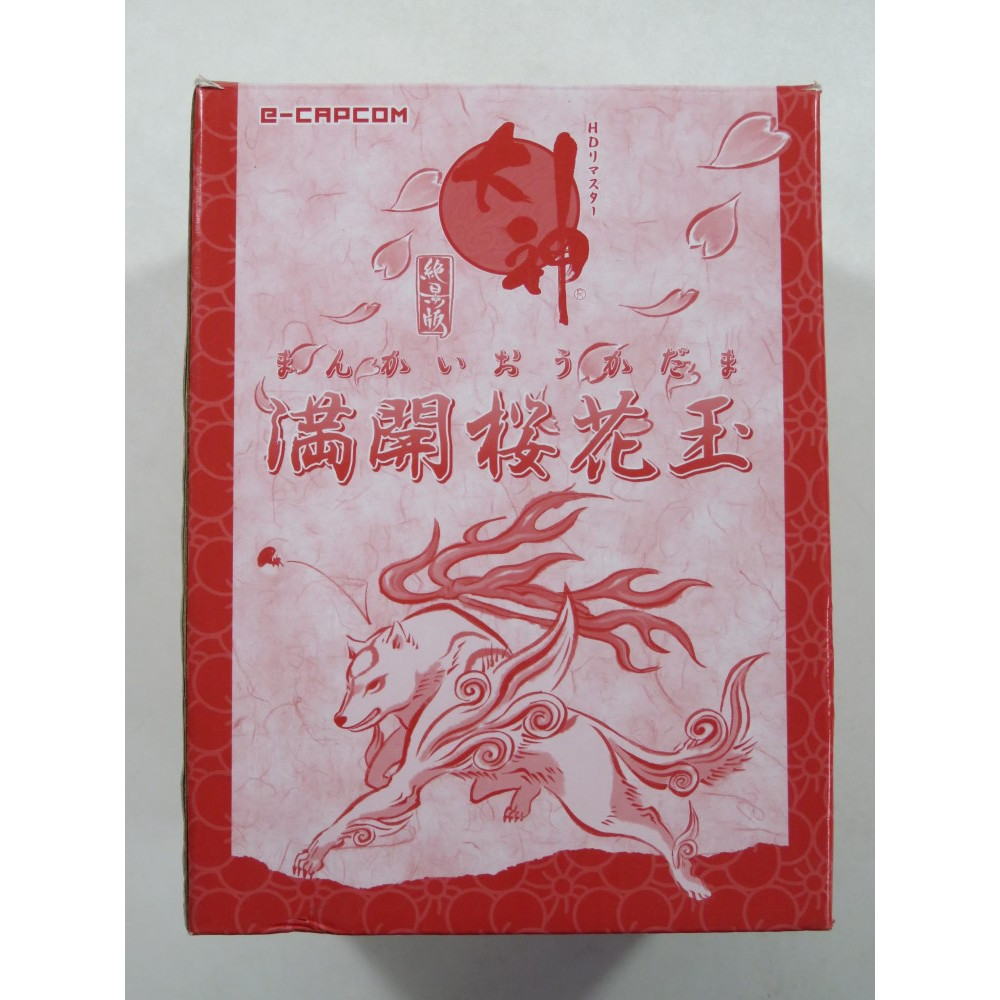 e-CAPCOM
大神
HDリマスター
®
絶景版
まんかいおうかだま
満開桜花玉